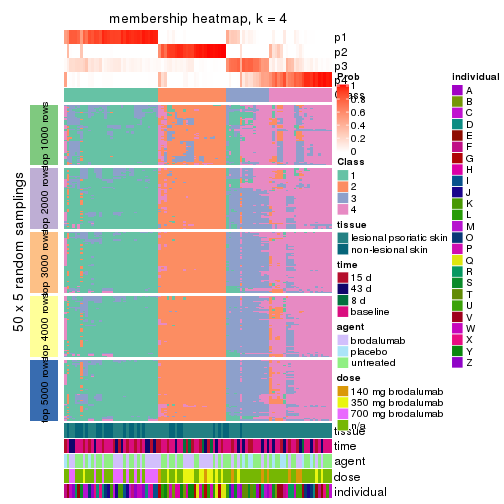 membership heatmap, k = 4
p1
p2
p3
p4
Prob
1
0.8
0.6
0.4
0.2
0
Class
Class
1
2
3
4
tissue
lesional psoriatic skin
non-lesional skin
time
15 d
43 d
8 d
baseline
agent
brodalumab
placebo
untreated
dose
140 mg brodalumab
350 mg brodalumab
700 mg brodalumab
n/a
individual
A
B
C
D
E
F
G
H
I
J
K
L
M
O
P
Q
R
S
T
U
V
W
X
Y
Z
50 x 5 random samplings
top 1000 rows
top 2000 rows
top 3000 rows
top 4000 rows
top 5000 rows
tissue
time
agent
dose
individual